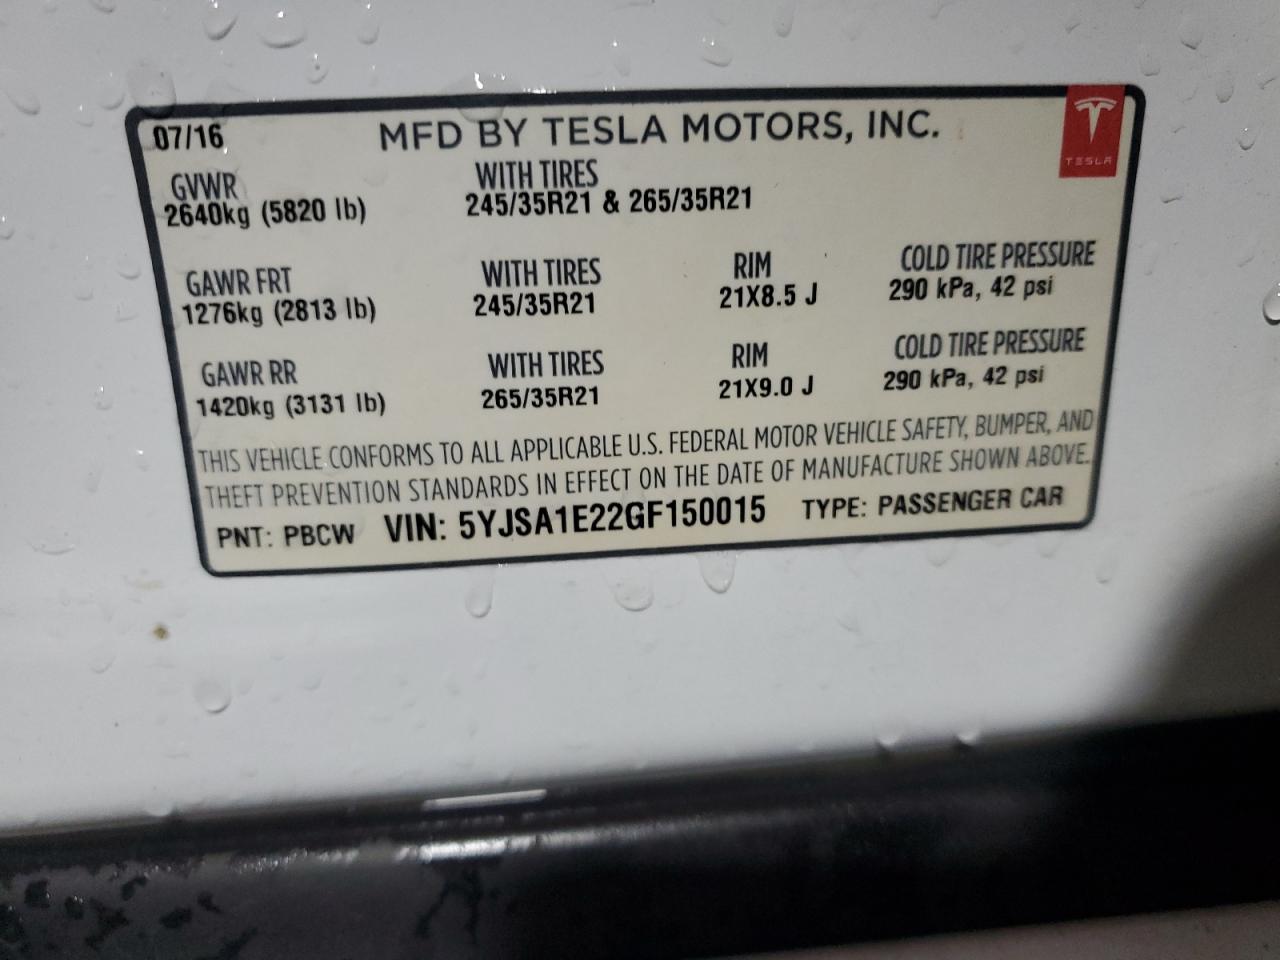 07/16 MFD BY TESLA MOTORS, INC.
TESLA
GVWR WITH TIRES
2640kg (5820 lb) 245/35R21 & 265/35R21
GAWR FRT WITH TIRES RIM COLD TIRE PRESSURE
1276kg (2813 lb) 245/35R21 21X8.5 J 290 kPa, 42 psi
GAWR RR WITH TIRES RIM COLD TIRE PRESSURE
1420kg (3131 lb) 265/35R21 21X9.0 J 290 kPa, 42 psi
THIS VEHICLE CONFORMS TO ALL APPLICABLE U.S. FEDERAL MOTOR VEHICLE SAFETY, BUMPER, AND
THEFT PREVENTION STANDARDS IN EFFECT ON THE DATE OF MANUFACTURE SHOWN ABOVE.
PNT: PBCW VIN: 5YJSA1E22GF150015 TYPE: PASSENGER CAR